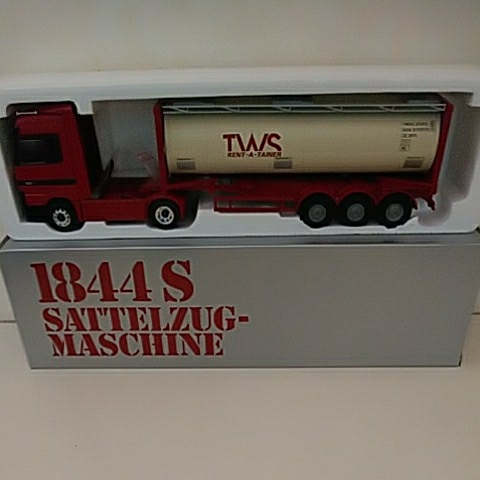 TWS
RENT-A-TAINER
1844 S
SATTELZUG-
MASCHINE